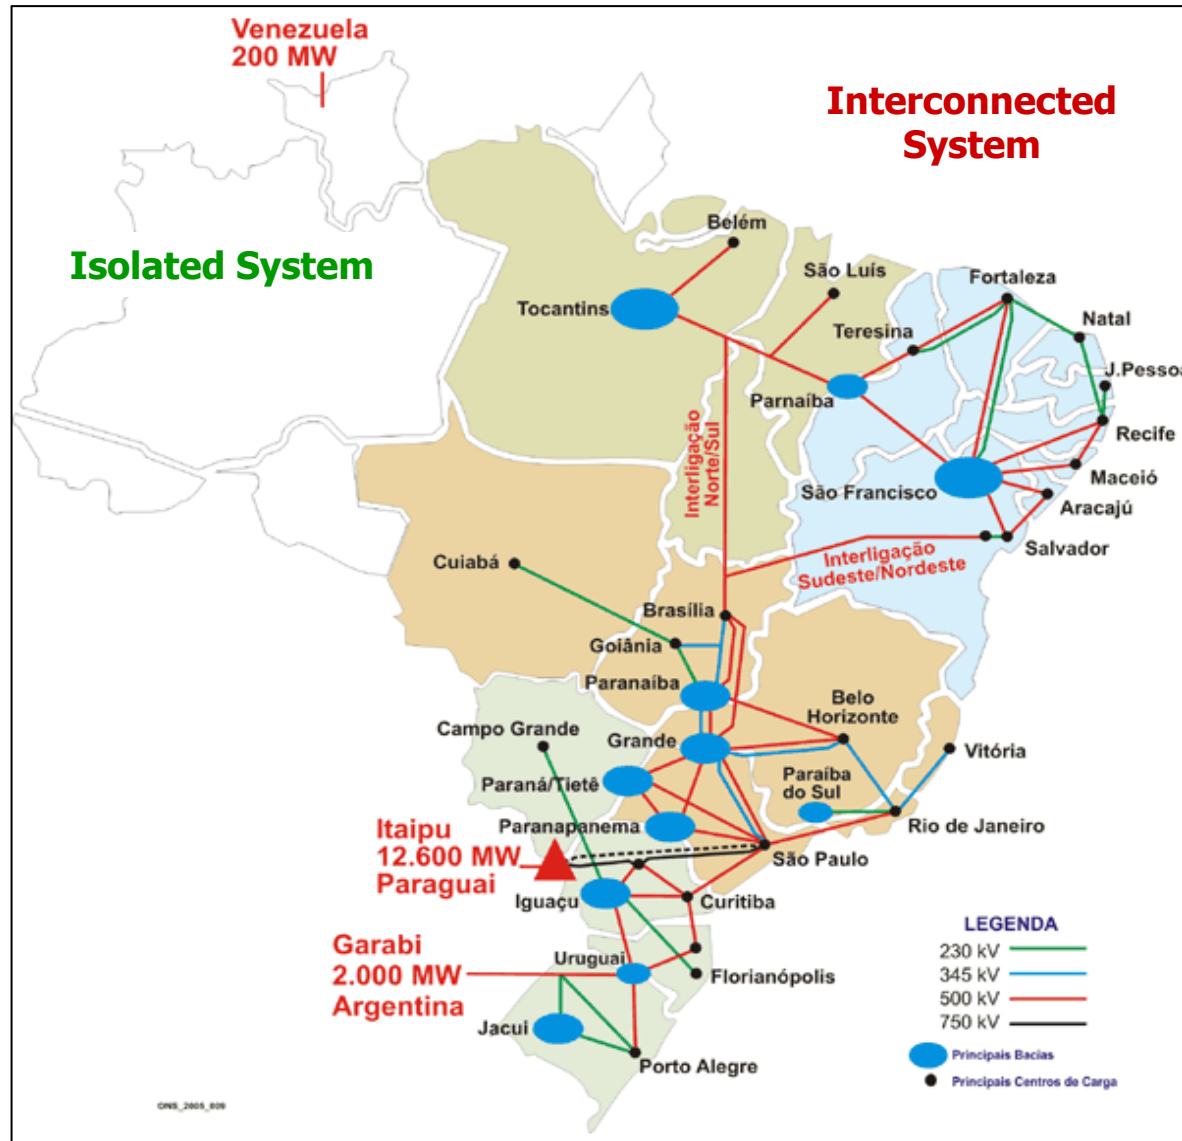 Venezuela
200 MW
Interconnected
System
Isolated System
Belém
São Luís
Fortaleza
Tocantins
Teresina
Natal
J.Pessoa
Parnaíba
Recife
Interligação
Norte/Sul
São Francisco
Maceió
Aracajú
Salvador
Interligação
Sudeste/Nordeste
Cuiabá
Brasília
Goiânia
Paranaíba
Belo
Horizonte
Campo Grande
Grande
Vitória
Paraná/Tietê
Paraíba
do Sul
Paranapanema
Rio de Janeiro
Itaipu
12.600 MW
Paraguai
São Paulo
Iguaçu
Curitiba
Garabi
2.000 MW
Argentina
Uruguai
Florianópolis
Jacui
Porto Alegre
LEGENDA
230 kV
345 kV
500 kV
750 kV
Principais Bacias
Principais Centros de Carga
ONS_2005_009